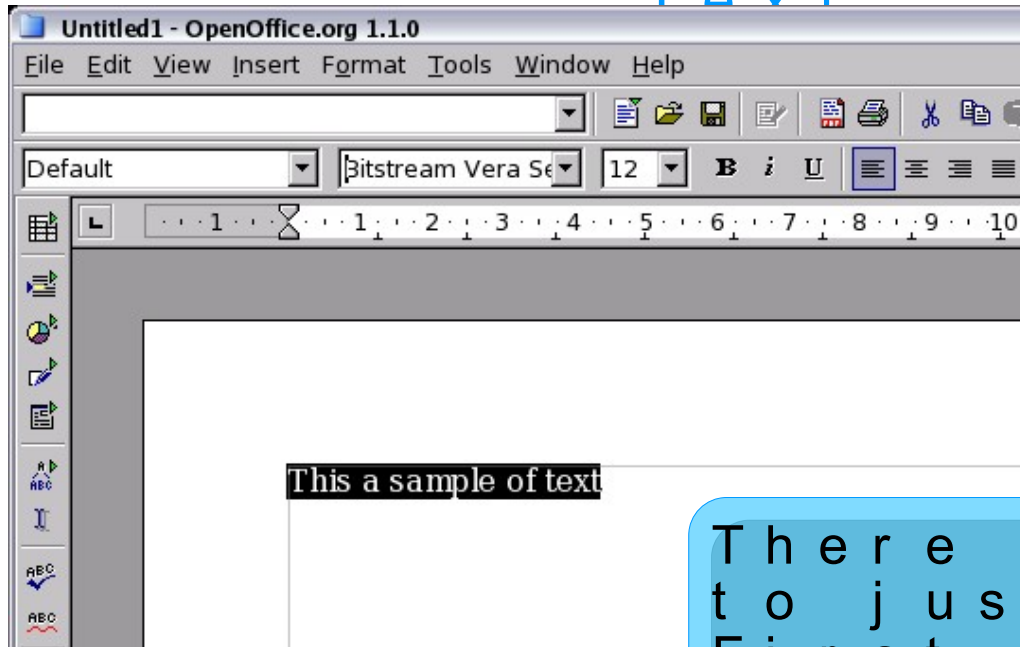 Untitled1 - OpenOffice.org 1.1.0
File Edit View Insert Format Tools Window Help
Default Bitstream Vera Se 12 B i U
1 1 2 3 4 5 6 7 8 9 10
This a sample of text
There
to jus